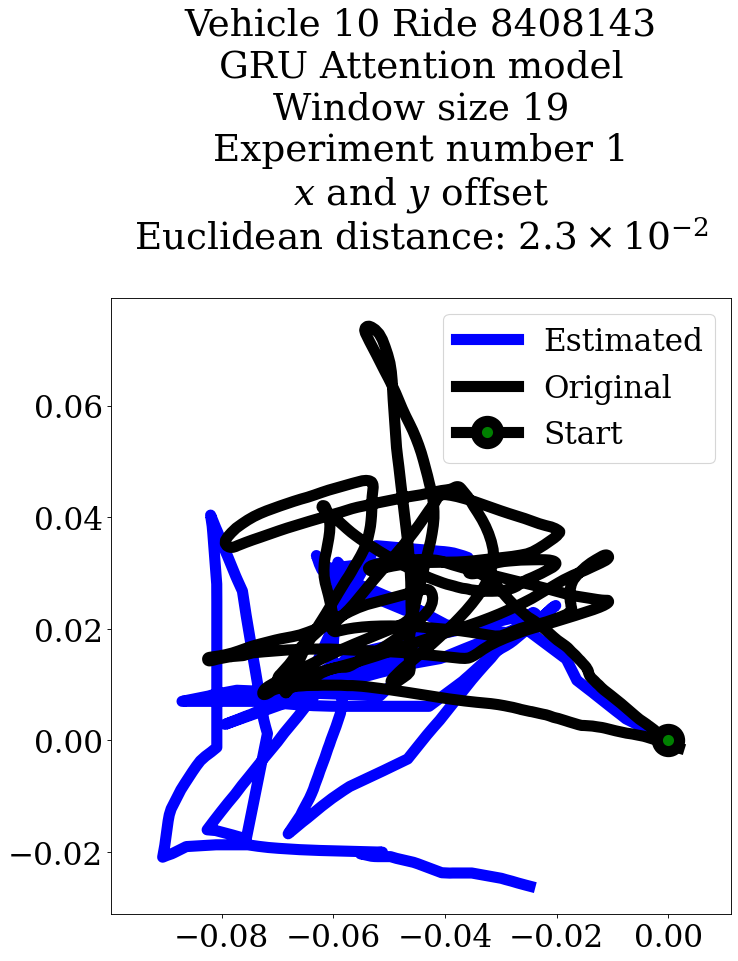 Vehicle 10 Ride 8408143
GRU Attention model
Window size 19
Experiment number 1
x and y offset
Euclidean distance: 2.3 × 10⁻²
Estimated
Original
Start
0.06
0.04
0.02
0.00
−0.02
−0.08 −0.06 −0.04 −0.02 0.00